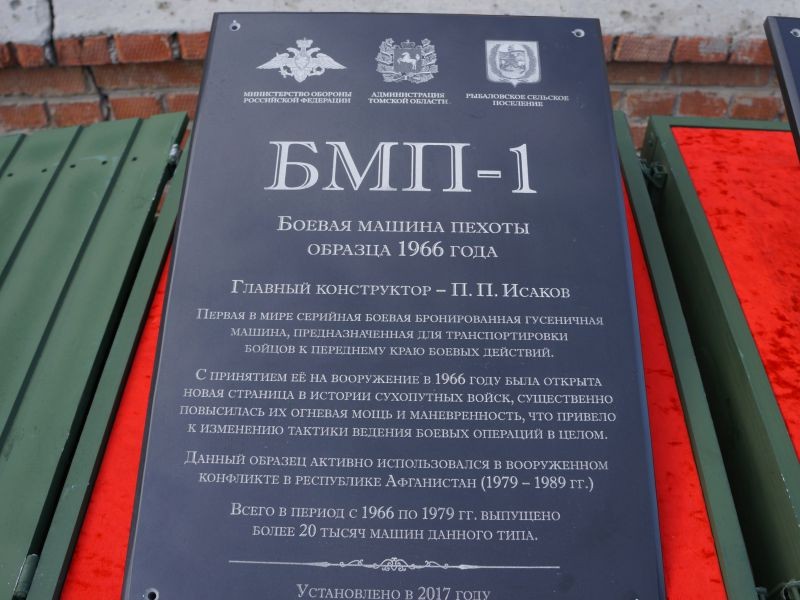 МИНИСТЕРСТВО ОБОРОНЫ
РОССИЙСКОЙ ФЕДЕРАЦИИ
АДМИНИСТРАЦИЯ
ТОМСКОЙ ОБЛАСТИ
РЫБАЛОВСКОЕ СЕЛЬСКОЕ
ПОСЕЛЕНИЕ
БМП-1
БОЕВАЯ МАШИНА ПЕХОТЫ
ОБРАЗЦА 1966 ГОДА
ГЛАВНЫЙ КОНСТРУКТОР – П. П. ИСАКОВ
ПЕРВАЯ В МИРЕ СЕРИЙНАЯ БОЕВАЯ БРОНИРОВАННАЯ ГУСЕНИЧНАЯ
МАШИНА, ПРЕДНАЗНАЧЕННАЯ ДЛЯ ТРАНСПОРТИРОВКИ
БОЙЦОВ К ПЕРЕДНЕМУ КРАЮ БОЕВЫХ ДЕЙСТВИЙ.
С ПРИНЯТИЕМ ЕЁ НА ВООРУЖЕНИЕ В 1966 ГОДУ БЫЛА ОТКРЫТА
НОВАЯ СТРАНИЦА В ИСТОРИИ СУХОПУТНЫХ ВОЙСК, СУЩЕСТВЕННО
ПОВЫСИЛАСЬ ИХ ОГНЕВАЯ МОЩЬ И МАНЕВРЕННОСТЬ, ЧТО ПРИВЕЛО
К ИЗМЕНЕНИЮ ТАКТИКИ ВЕДЕНИЯ БОЕВЫХ ОПЕРАЦИЙ В ЦЕЛОМ.
ДАННЫЙ ОБРАЗЕЦ АКТИВНО ИСПОЛЬЗОВАЛСЯ В ВООРУЖЕННОМ
КОНФЛИКТЕ В РЕСПУБЛИКЕ АФГАНИСТАН (1979 – 1989 ГГ.)
ВСЕГО В ПЕРИОД С 1966 ПО 1979 ГГ. ВЫПУЩЕНО
БОЛЕЕ 20 ТЫСЯЧ МАШИН ДАННОГО ТИПА.
УСТАНОВЛЕНО В 2017 ГОДУ